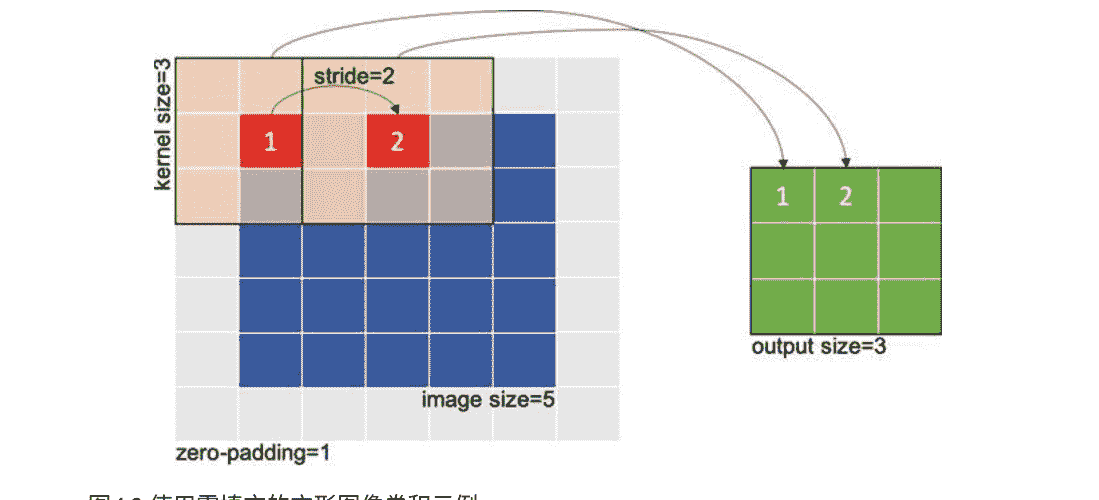 kernel size=3
stride=2
1
2
1
2
output size=3
image size=5
zero-padding=1